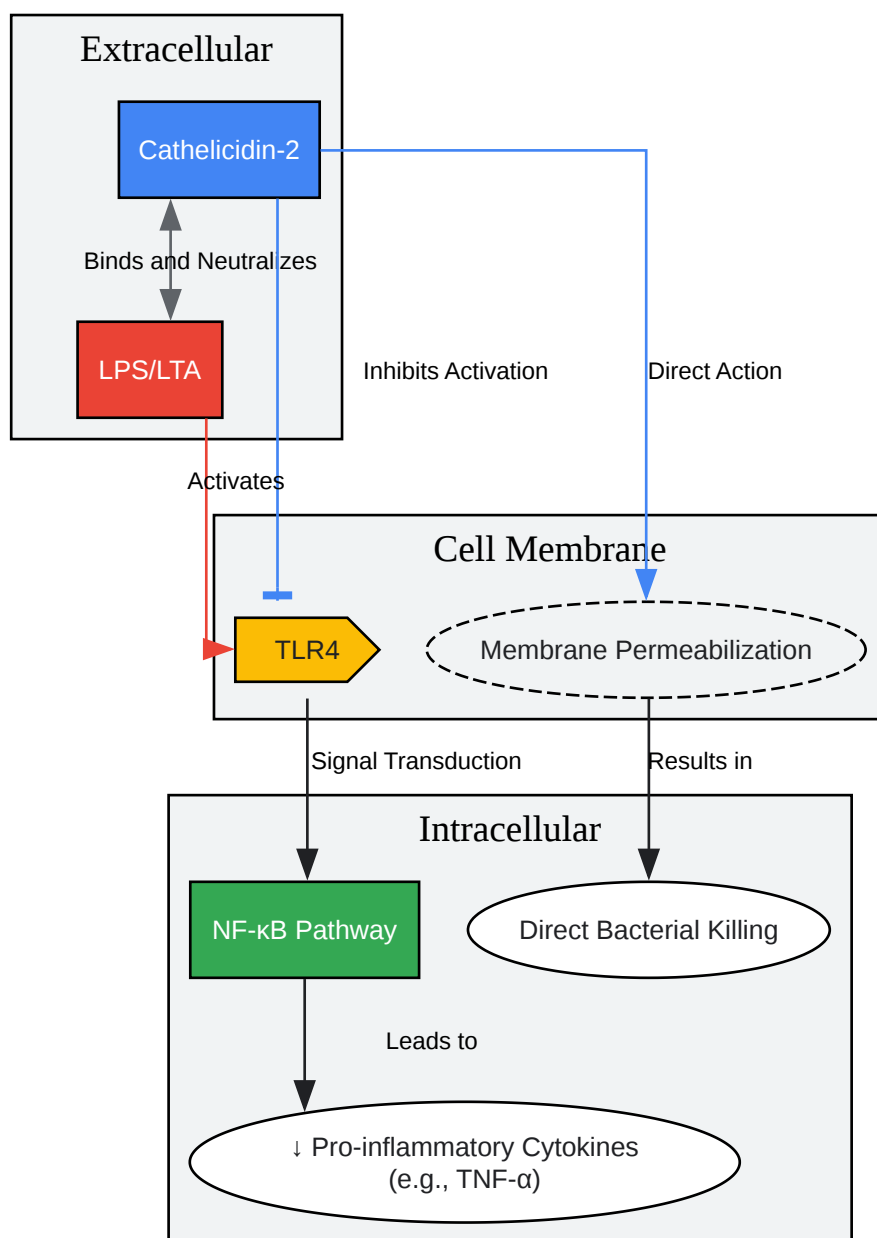 Extracellular
Cathelicidin-2
Binds and Neutralizes
LPS/LTA
Inhibits Activation
Direct Action
Activates
Cell Membrane
TLR4
Membrane Permeabilization
Signal Transduction
Results in
Intracellular
NF-κB Pathway
Direct Bacterial Killing
Leads to
↓ Pro-inflammatory Cytokines
(e.g., TNF-α)